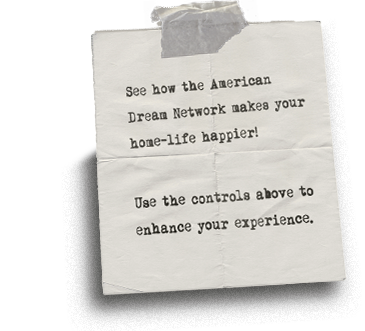 See how the American
Dream Network makes your
home-life happier!
Use the controls above to
enhance your experience.